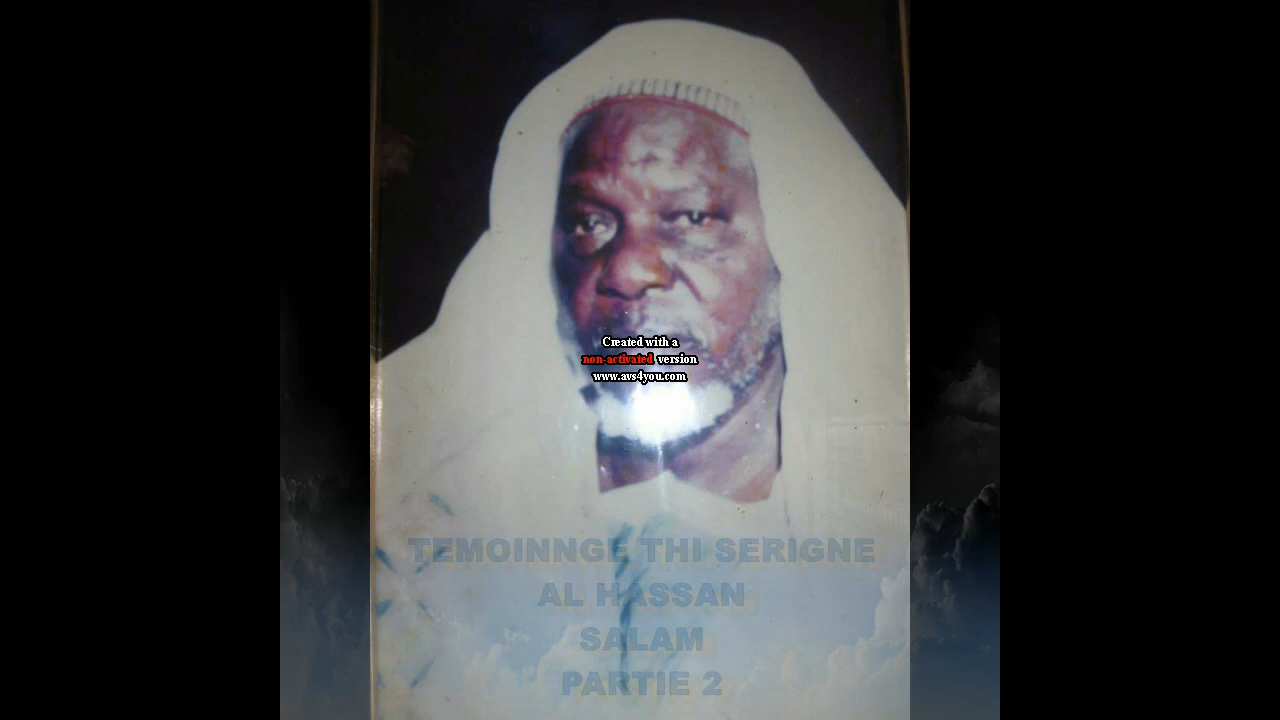 Created with a
non-activated version
www.avs4you.com
TEMOINNGE THI SERIGNE
AL HASSAN
SALAM
PARTIE 2